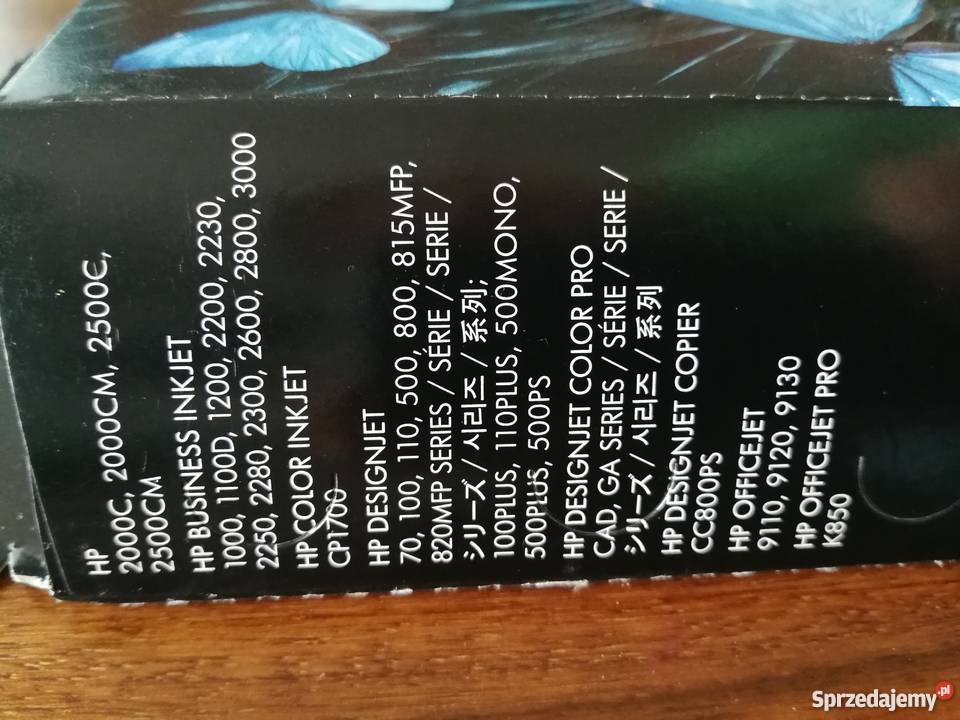 HP
2000C, 2000CM, 2500C,
2500CM
HP BUSINESS INKJET
1000, 1100D, 1200, 2200, 2230,
2250, 2280, 2300, 2600, 2800, 3000
HP COLOR INKJET
CP1700
HP DESIGNJET
70, 100, 110, 500, 800, 815MFP,
820MFP SERIES / SÉRIE / SERIE /
シリーズ / 시리즈 / 系列;
100PLUS, 110PLUS, 500MONO,
500PLUS, 500PS
HP DESIGNJET COLOR PRO
CAD, GA SERIES / SÉRIE / SERIE /
シリーズ / 시리즈 / 系列
HP DESIGNJET COPIER
CC800PS
HP OFFICEJET
9110, 9120, 9130
HP OFFICEJET PRO
K850
Sprzedajemy.pl